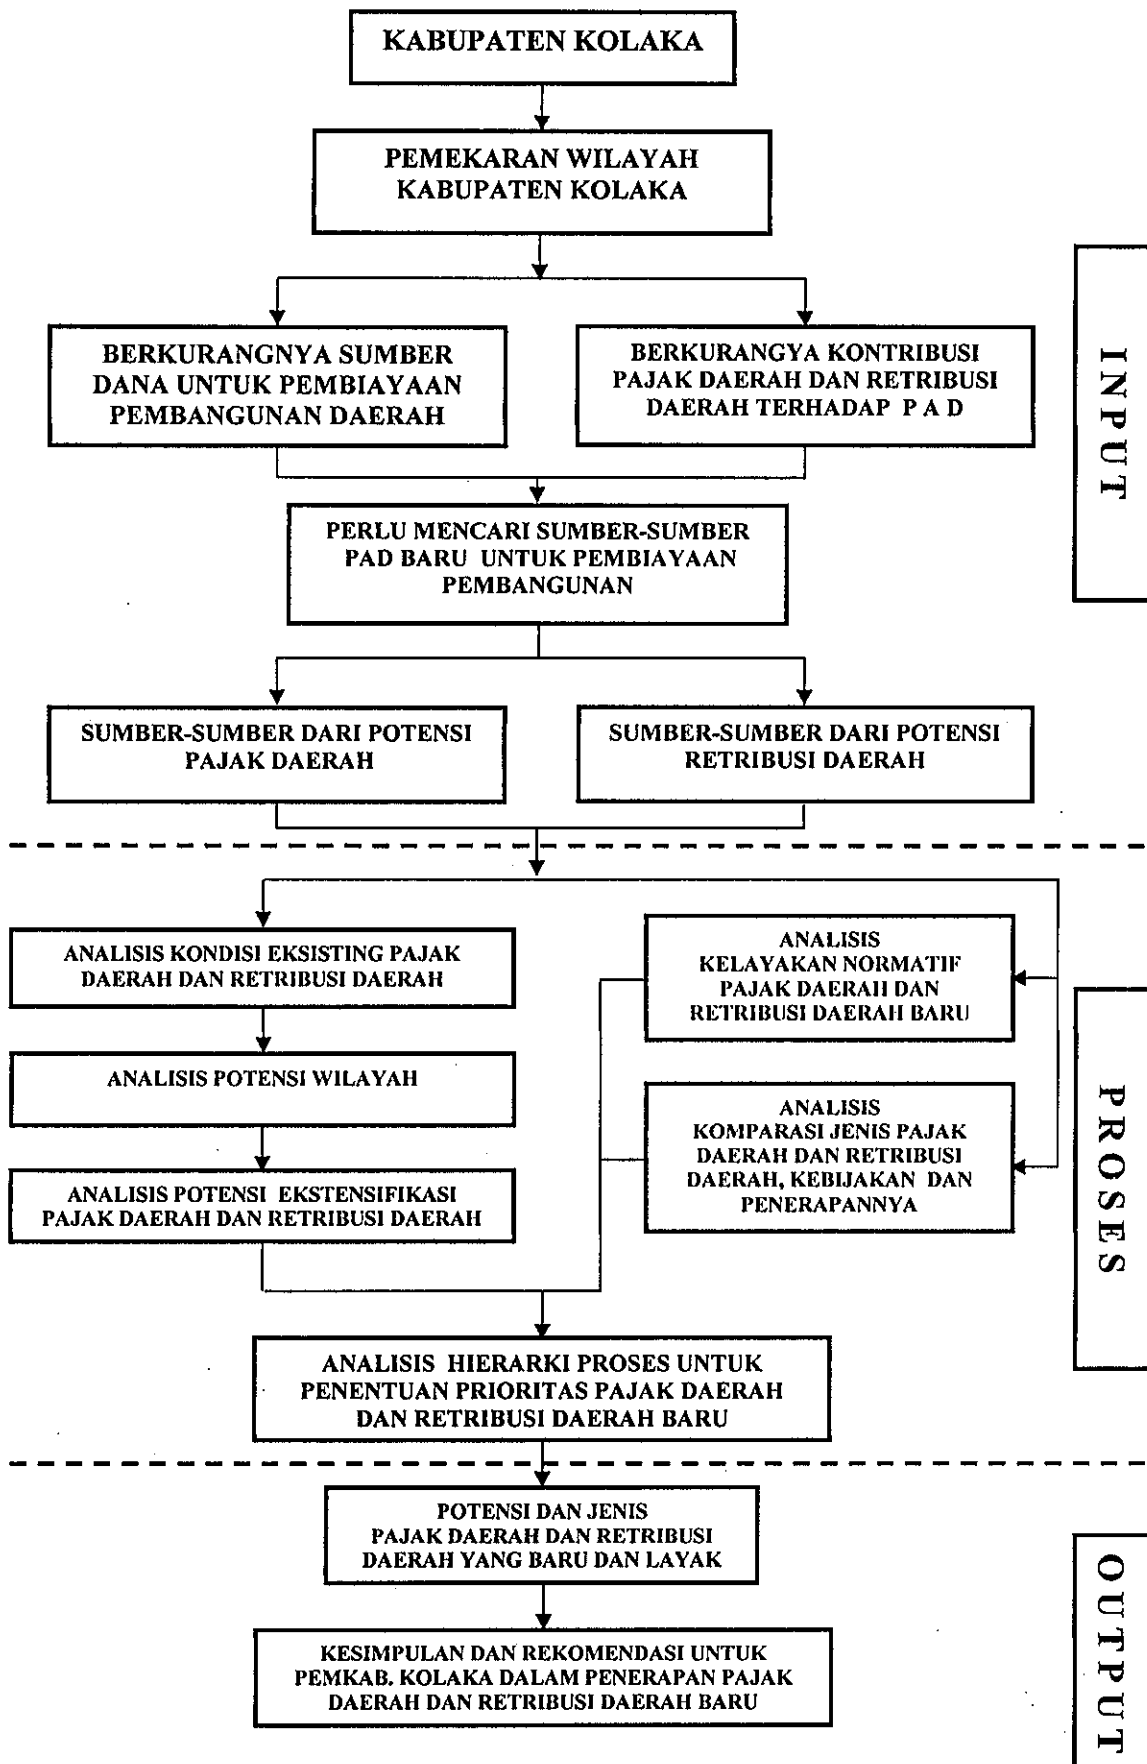 KABUPATEN KOLAKA
PEMEKARAN WILAYAH
KABUPATEN KOLAKA
BERKURANGNYA SUMBER
DANA UNTUK PEMBIAYAAN
PEMBANGUNAN DAERAH
BERKURANGYA KONTRIBUSI
PAJAK DAERAH DAN RETRIBUSI
DAERAH TERHADAP P A D
INPUT
PERLU MENCARI SUMBER-SUMBER
PAD BARU UNTUK PEMBIAYAAN
PEMBANGUNAN
SUMBER-SUMBER DARI POTENSI
PAJAK DAERAH
SUMBER-SUMBER DARI POTENSI
RETRIBUSI DAERAH
ANALISIS KONDISI EKSISTING PAJAK
DAERAH DAN RETRIBUSI DAERAH
ANALISIS POTENSI WILAYAH
ANALISIS POTENSI EKSTENSIFIKASI
PAJAK DAERAH DAN RETRIBUSI DAERAH
ANALISIS
KELAYAKAN NORMATIF
PAJAK DAERAH DAN
RETRIBUSI DAERAH BARU
ANALISIS
KOMPARASI JENIS PAJAK
DAERAH DAN RETRIBUSI
DAERAH, KEBIJAKAN DAN
PENERAPANNYA
PROSES
ANALISIS HIERARKI PROSES UNTUK
PENENTUAN PRIORITAS PAJAK DAERAH
DAN RETRIBUSI DAERAH BARU
POTENSI DAN JENIS
PAJAK DAERAH DAN RETRIBUSI
DAERAH YANG BARU DAN LAYAK
KESIMPULAN DAN REKOMENDASI UNTUK
PEMKAB. KOLAKA DALAM PENERAPAN PAJAK
DAERAH DAN RETRIBUSI DAERAH BARU
OUTPUT